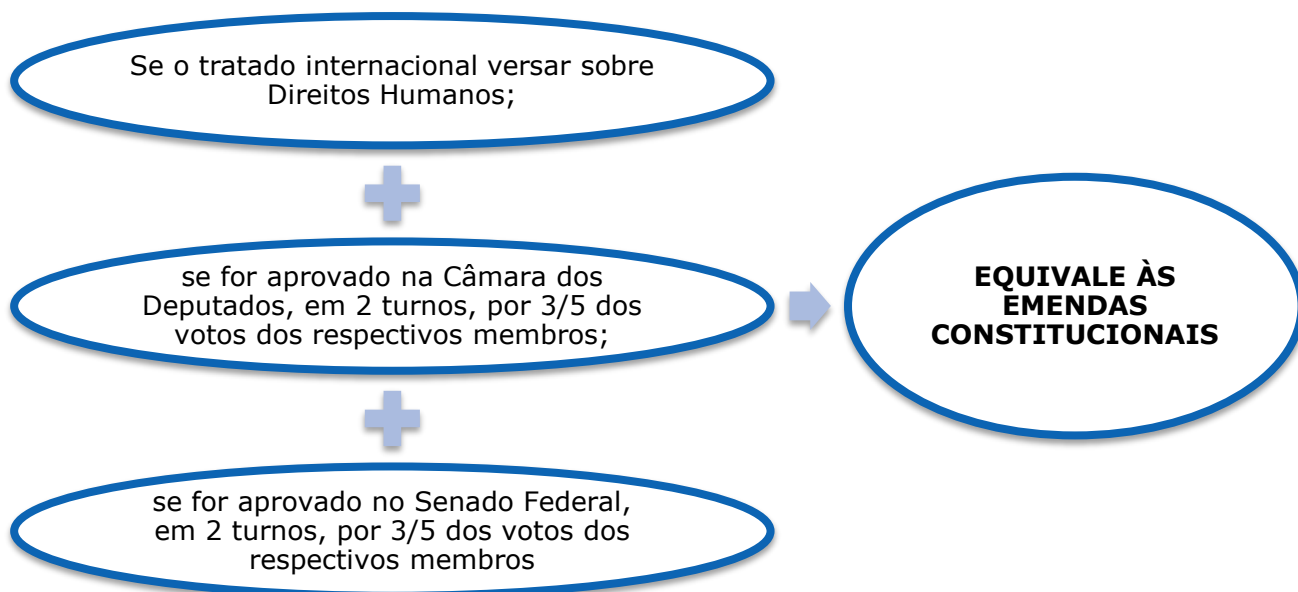 Se o tratado internacional versar sobre
Direitos Humanos;
se for aprovado na Câmara dos
Deputados, em 2 turnos, por 3/5 dos
votos dos respectivos membros;
se for aprovado no Senado Federal,
em 2 turnos, por 3/5 dos votos dos
respectivos membros
EQUIVALE ÀS
EMENDAS
CONSTITUCIONAIS